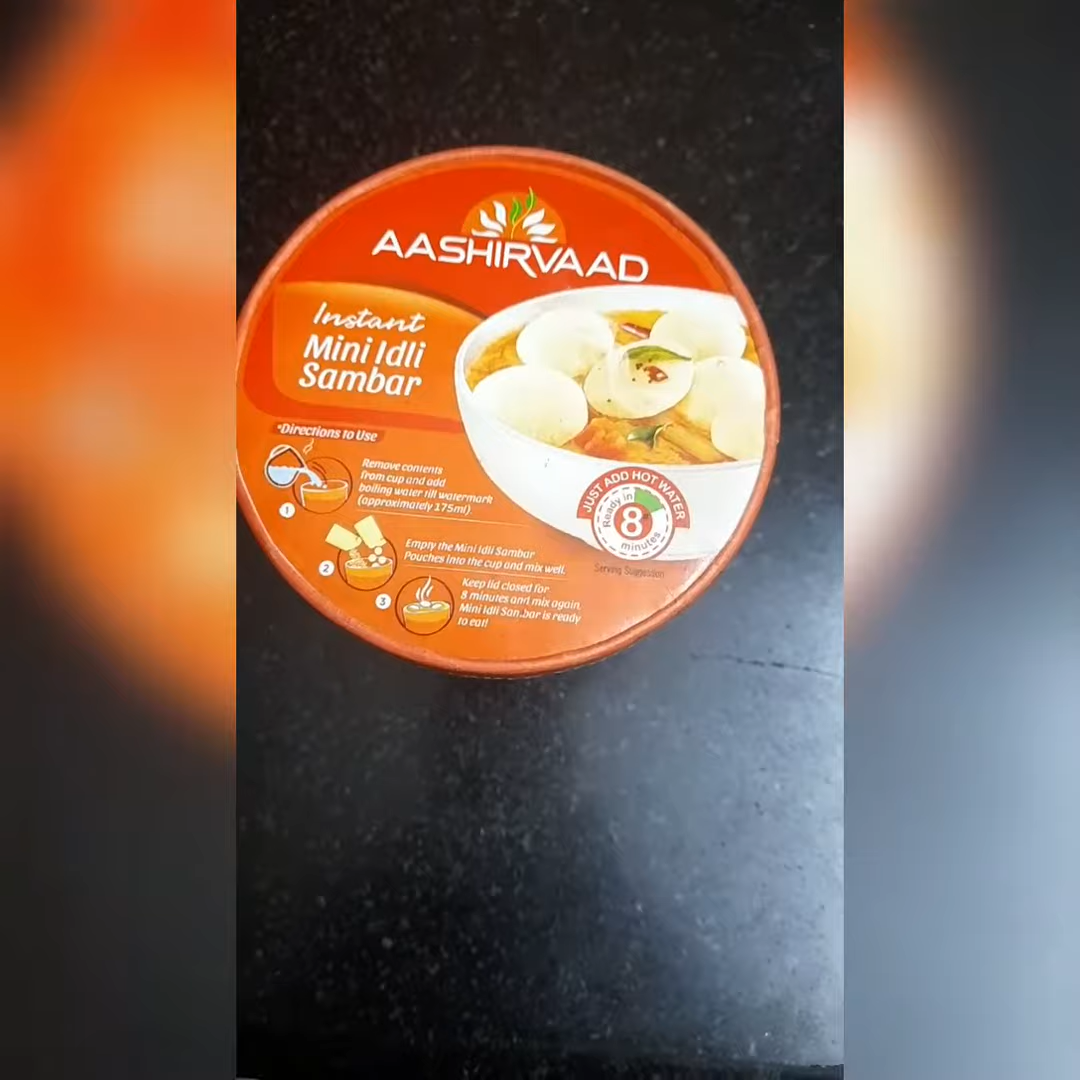 AASHIRVAAD
Instant
Mini Idli
Sambar
*Directions to Use
Remove contents
from cup and add
boiling water till watermark
(approximately 175ml)
1
2
Empty the Mini Idli Sambar
Pouches into the cup and mix well.
3
Keep lid closed for
8 minutes and mix again.
Mini Idli Sambar is ready
to eat!
JUST ADD HOT WATER
Ready in
8
minutes
Serving Suggestion